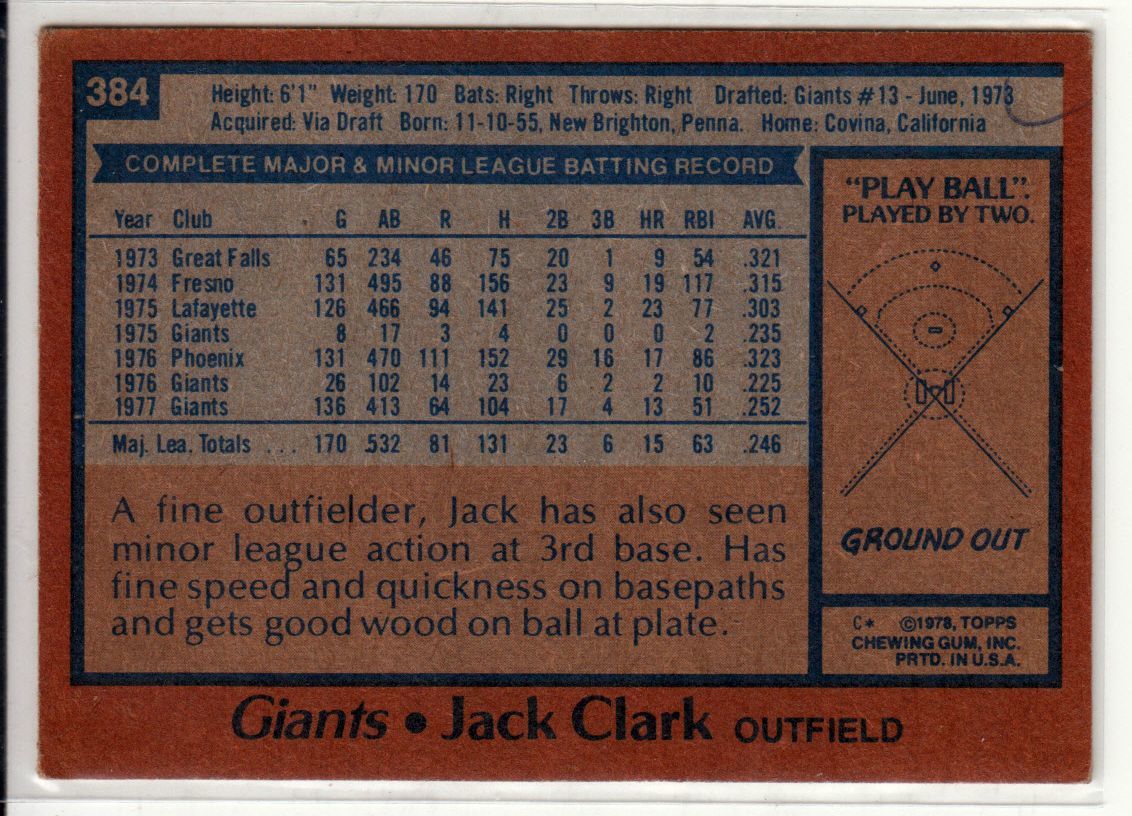 384
Height: 6'1" Weight: 170 Bats: Right Throws: Right Drafted: Giants #13 - June, 1973
Acquired: Via Draft Born: 11-10-55, New Brighton, Penna. Home: Covina, California
COMPLETE MAJOR & MINOR LEAGUE BATTING RECORD
Year Club G AB R H 2B 3B HR RBI AVG.
1973 Great Falls 65 234 46 75 20 1 9 54 .321
1974 Fresno 131 495 88 156 23 9 19 117 .315
1975 Lafayette 126 466 94 141 25 2 23 77 .303
1975 Giants 8 17 3 4 0 0 0 2 .235
1976 Phoenix 131 470 111 152 29 16 17 86 .323
1976 Giants 26 102 14 23 6 2 2 10 .225
1977 Giants 136 413 64 104 17 4 13 51 .252
Maj. Lea. Totals . . . 170 532 81 131 23 6 15 63 .246
A fine outfielder, Jack has also seen
minor league action at 3rd base. Has
fine speed and quickness on basepaths
and gets good wood on ball at plate.
"PLAY BALL".
PLAYED BY TWO.
GROUND OUT
C* ©1978, TOPPS
CHEWING GUM, INC.
PRTD. IN U.S.A.
Giants • Jack Clark OUTFIELD